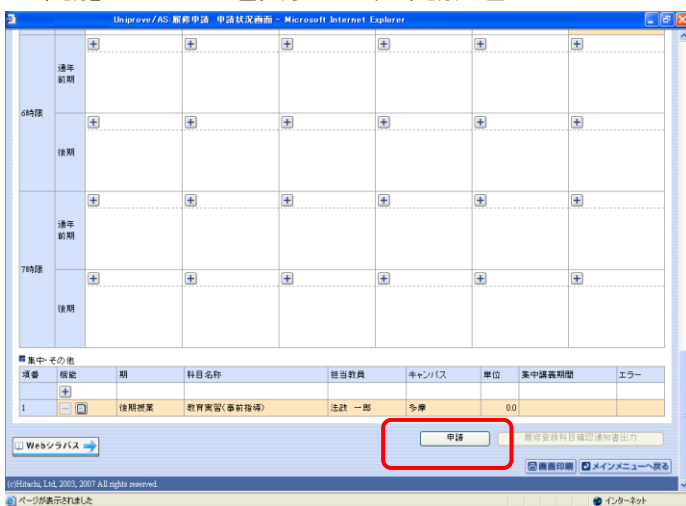 Uniprove/AS:履修申請 申請状況画面 - Microsoft Internet Explorer
6時限
通年
前期
後期
7時限
通年
前期
後期
集中・その他
項番 機能 期 科目名称 担当教員 キャンパス 単位 集中講義期間 エラー
1 後期授業 教育実習(事前指導) 法政 一郎 多摩 0.0
申請 履修登録科目確認通知書出力
Webシラバス
画面印刷 メインメニューへ戻る
(c)Hitachi, Ltd, 2003, 2007 All rights reserved.
ページが表示されました インターネット